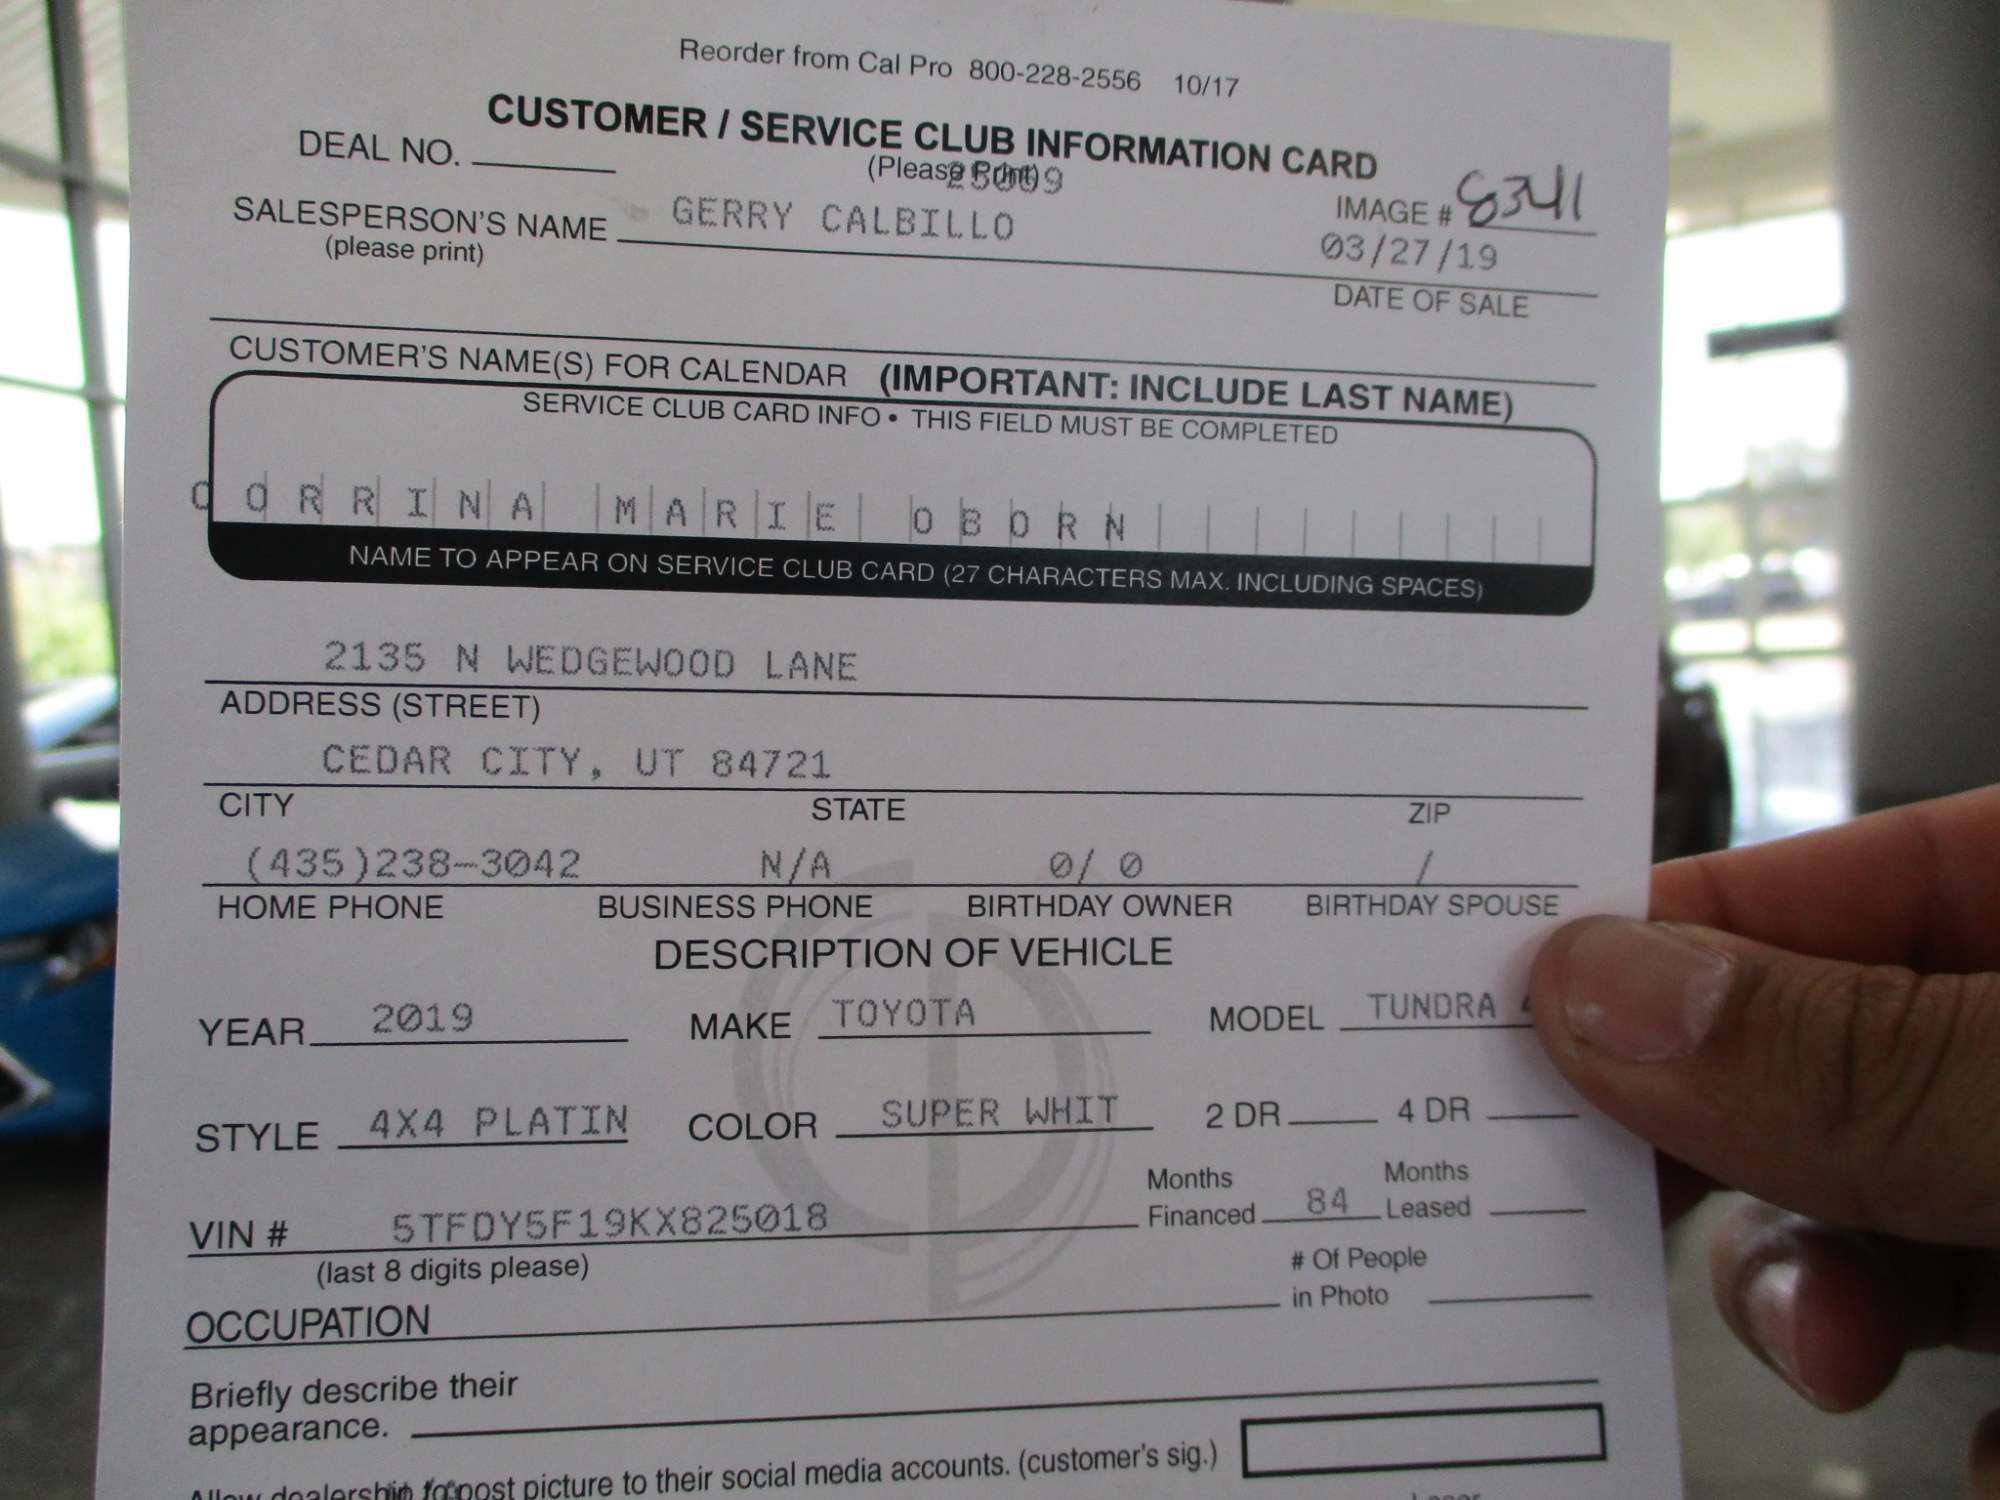 Reorder from Cal Pro 800-228-2556 10/17
CUSTOMER / SERVICE CLUB INFORMATION CARD
DEAL NO. (Please Print) 25009
SALESPERSON'S NAME GERRY CALBILLO IMAGE # 8341
(please print) 03/27/19
DATE OF SALE
CUSTOMER'S NAME(S) FOR CALENDAR (IMPORTANT: INCLUDE LAST NAME)
SERVICE CLUB CARD INFO • THIS FIELD MUST BE COMPLETED
CORRINA MARIE OBORN
NAME TO APPEAR ON SERVICE CLUB CARD (27 CHARACTERS MAX. INCLUDING SPACES)
2135 N WEDGEWOOD LANE
ADDRESS (STREET)
CEDAR CITY, UT 84721
CITY STATE ZIP
(435)238-3042 N/A 0/ 0 /
HOME PHONE BUSINESS PHONE BIRTHDAY OWNER BIRTHDAY SPOUSE
DESCRIPTION OF VEHICLE
YEAR 2019 MAKE TOYOTA MODEL TUNDRA
STYLE 4X4 PLATIN COLOR SUPER WHIT 2 DR 4 DR
VIN # 5TFDY5F19KX825018 Months Financed 84 Months Leased
(last 8 digits please)
OCCUPATION # Of People in Photo
Briefly describe their
appearance.
Allow dealership to post picture to their social media accounts. (customer's sig.)